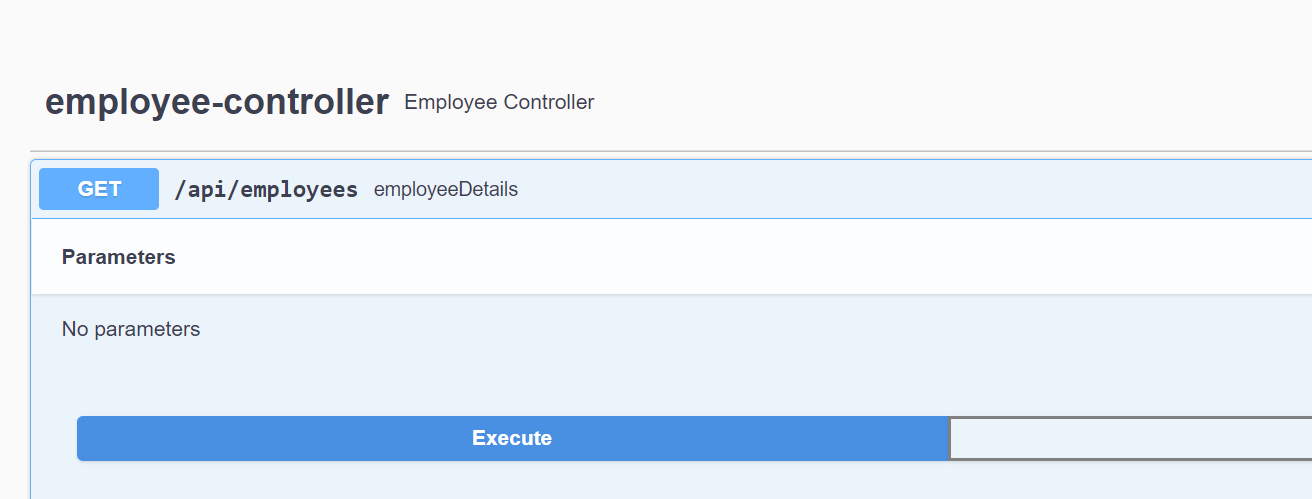 employee-controller Employee Controller
GET /api/employees employeeDetails
Parameters
No parameters
Execute